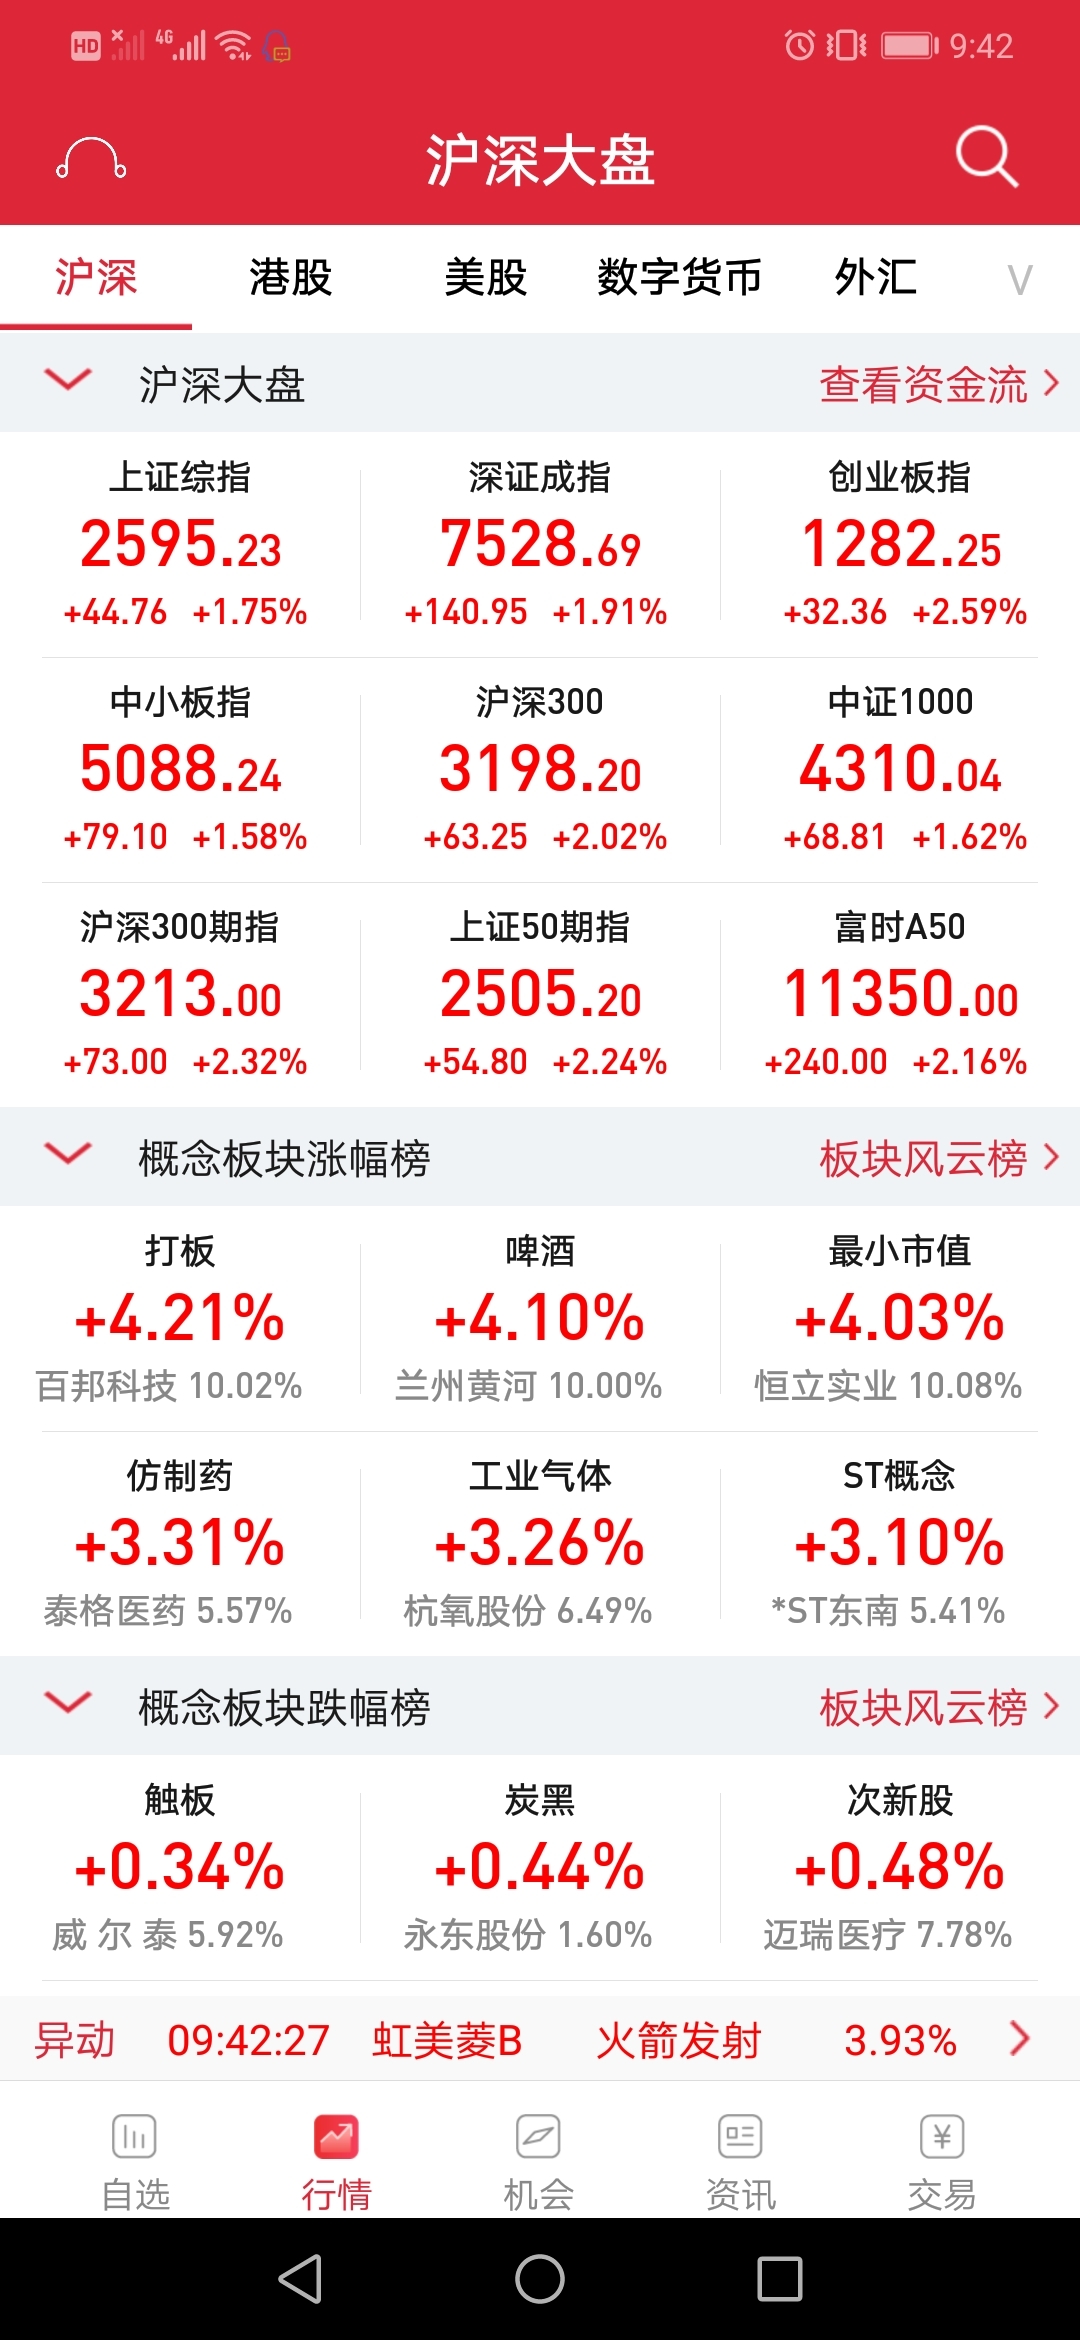 HD 4G 9:42
沪深大盘
沪深 港股 美股 数字货币 外汇
沪深大盘 查看资金流
上证综指 深证成指 创业板指
2595.23 7528.69 1282.25
+44.76 +1.75% +140.95 +1.91% +32.36 +2.59%
中小板指 沪深300 中证1000
5088.24 3198.20 4310.04
+79.10 +1.58% +63.25 +2.02% +68.81 +1.62%
沪深300期指 上证50期指 富时A50
3213.00 2505.20 11350.00
+73.00 +2.32% +54.80 +2.24% +240.00 +2.16%
概念板块涨幅榜 板块风云榜
打板 啤酒 最小市值
+4.21% +4.10% +4.03%
百邦科技 10.02% 兰州黄河 10.00% 恒立实业 10.08%
仿制药 工业气体 ST概念
+3.31% +3.26% +3.10%
泰格医药 5.57% 杭氧股份 6.49% *ST东南 5.41%
概念板块跌幅榜 板块风云榜
触板 炭黑 次新股
+0.34% +0.44% +0.48%
威 尔 泰 5.92% 永东股份 1.60% 迈瑞医疗 7.78%
异动 09:42:27 虹美菱B 火箭发射 3.93%
自选 行情 机会 资讯 交易